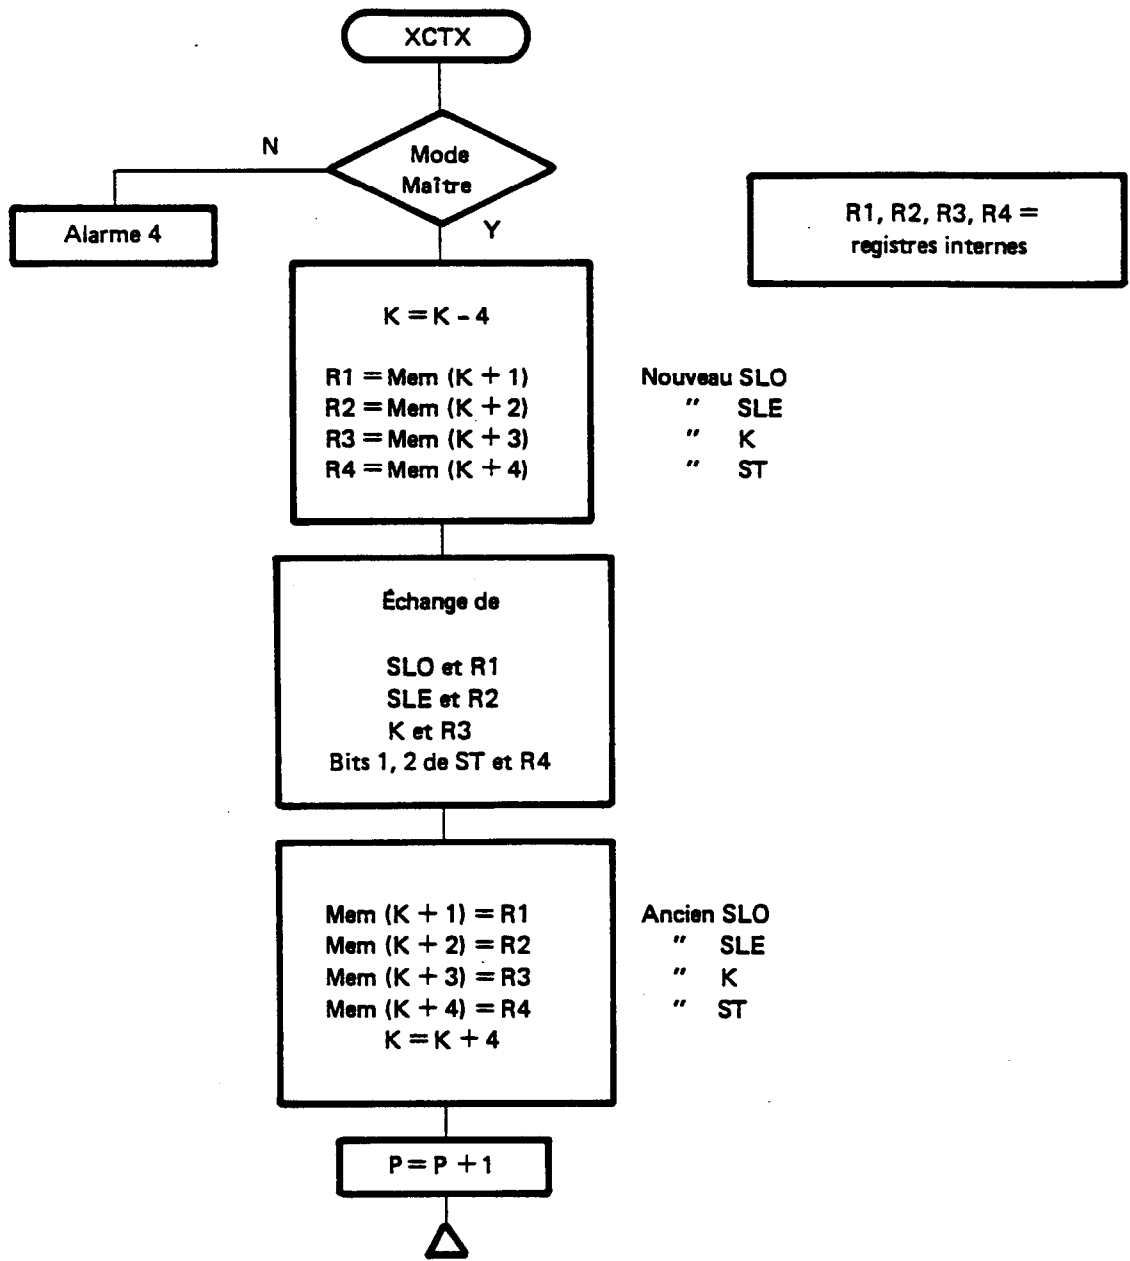 XCTX
N
Mode
Maître
Y
Alarme 4
R1, R2, R3, R4 =
registres internes
K = K – 4
R1 = Mem (K + 1) Nouveau SLO
R2 = Mem (K + 2) " SLE
R3 = Mem (K + 3) " K
R4 = Mem (K + 4) " ST
Échange de
SLO et R1
SLE et R2
K et R3
Bits 1, 2 de ST et R4
Mem (K + 1) = R1 Ancien SLO
Mem (K + 2) = R2 " SLE
Mem (K + 3) = R3 " K
Mem (K + 4) = R4 " ST
K = K + 4
P = P + 1